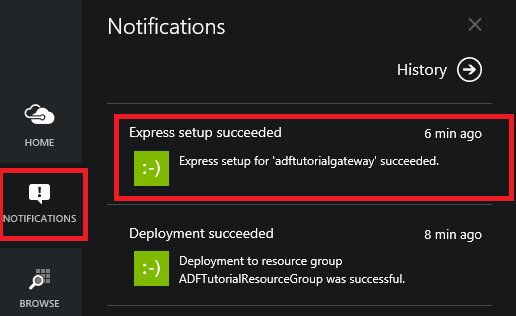 Notifications
History
HOME
Express setup succeeded 6 min ago
:-) Express setup for 'adftutorialgateway' succeeded.
NOTIFICATIONS
Deployment succeeded 8 min ago
:-) Deployment to resource group
ADFTutorialResourceGroup was successful.
BROWSE